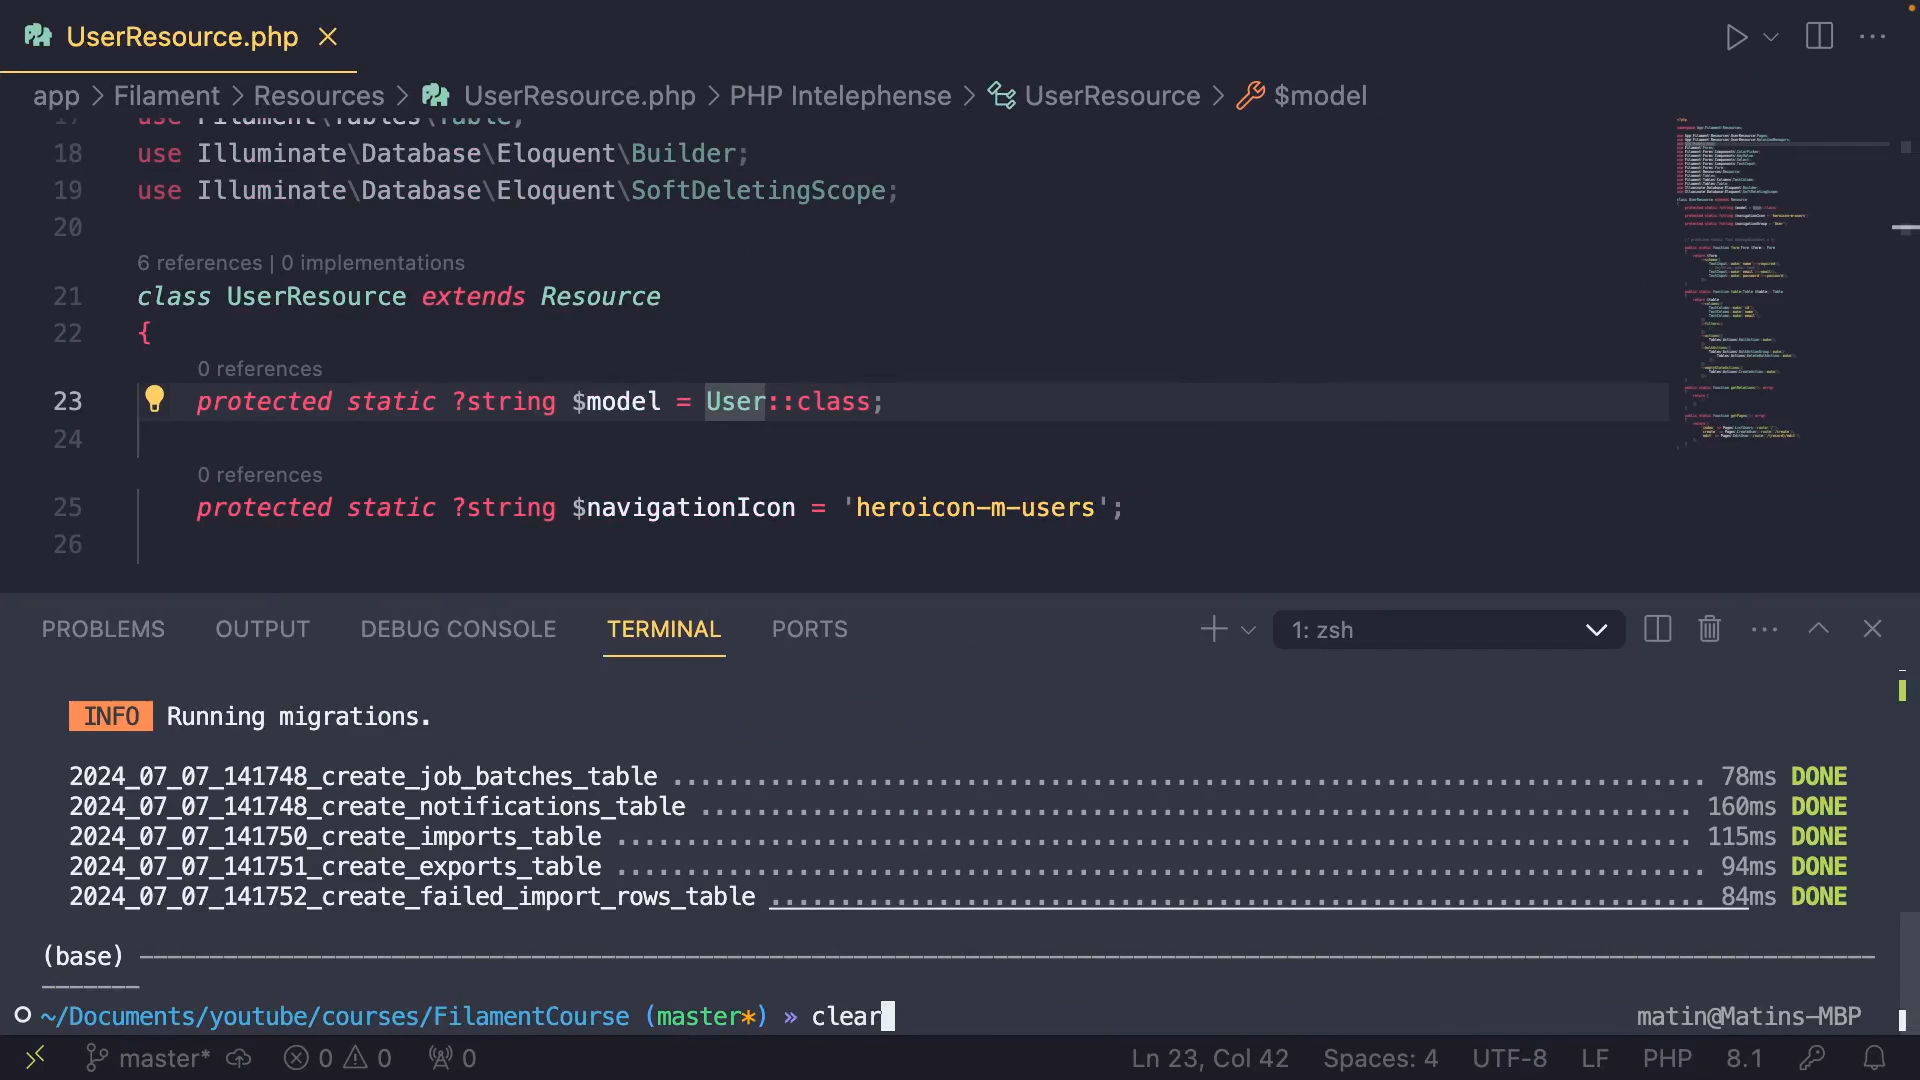 UserResource.php
app > Filament > Resources > UserResource.php > PHP Intelephense > UserResource > $model
17 use Filament\Tables\Table;
18 use Illuminate\Database\Eloquent\Builder;
19 use Illuminate\Database\Eloquent\SoftDeletingScope;
20
6 references | 0 implementations
21 class UserResource extends Resource
22 {
0 references
23 protected static ?string $model = User::class;
24
0 references
25 protected static ?string $navigationIcon = 'heroicon-m-users';
26
PROBLEMS OUTPUT DEBUG CONSOLE TERMINAL PORTS 1: zsh
INFO Running migrations.
2024_07_07_141748_create_job_batches_table .......................................................................... 78ms DONE
2024_07_07_141748_create_notifications_table ....................................................................... 160ms DONE
2024_07_07_141750_create_imports_table ............................................................................. 115ms DONE
2024_07_07_141751_create_exports_table .............................................................................. 94ms DONE
2024_07_07_141752_create_failed_import_rows_table ................................................................... 84ms DONE
(base) ----------------------------------------------------------------------------------------------------------------------------
-------
~/Documents/youtube/courses/FilamentCourse (master*) » clear matin@Matins-MBP
master* 0 0 0 Ln 23, Col 42 Spaces: 4 UTF-8 LF PHP 8.1